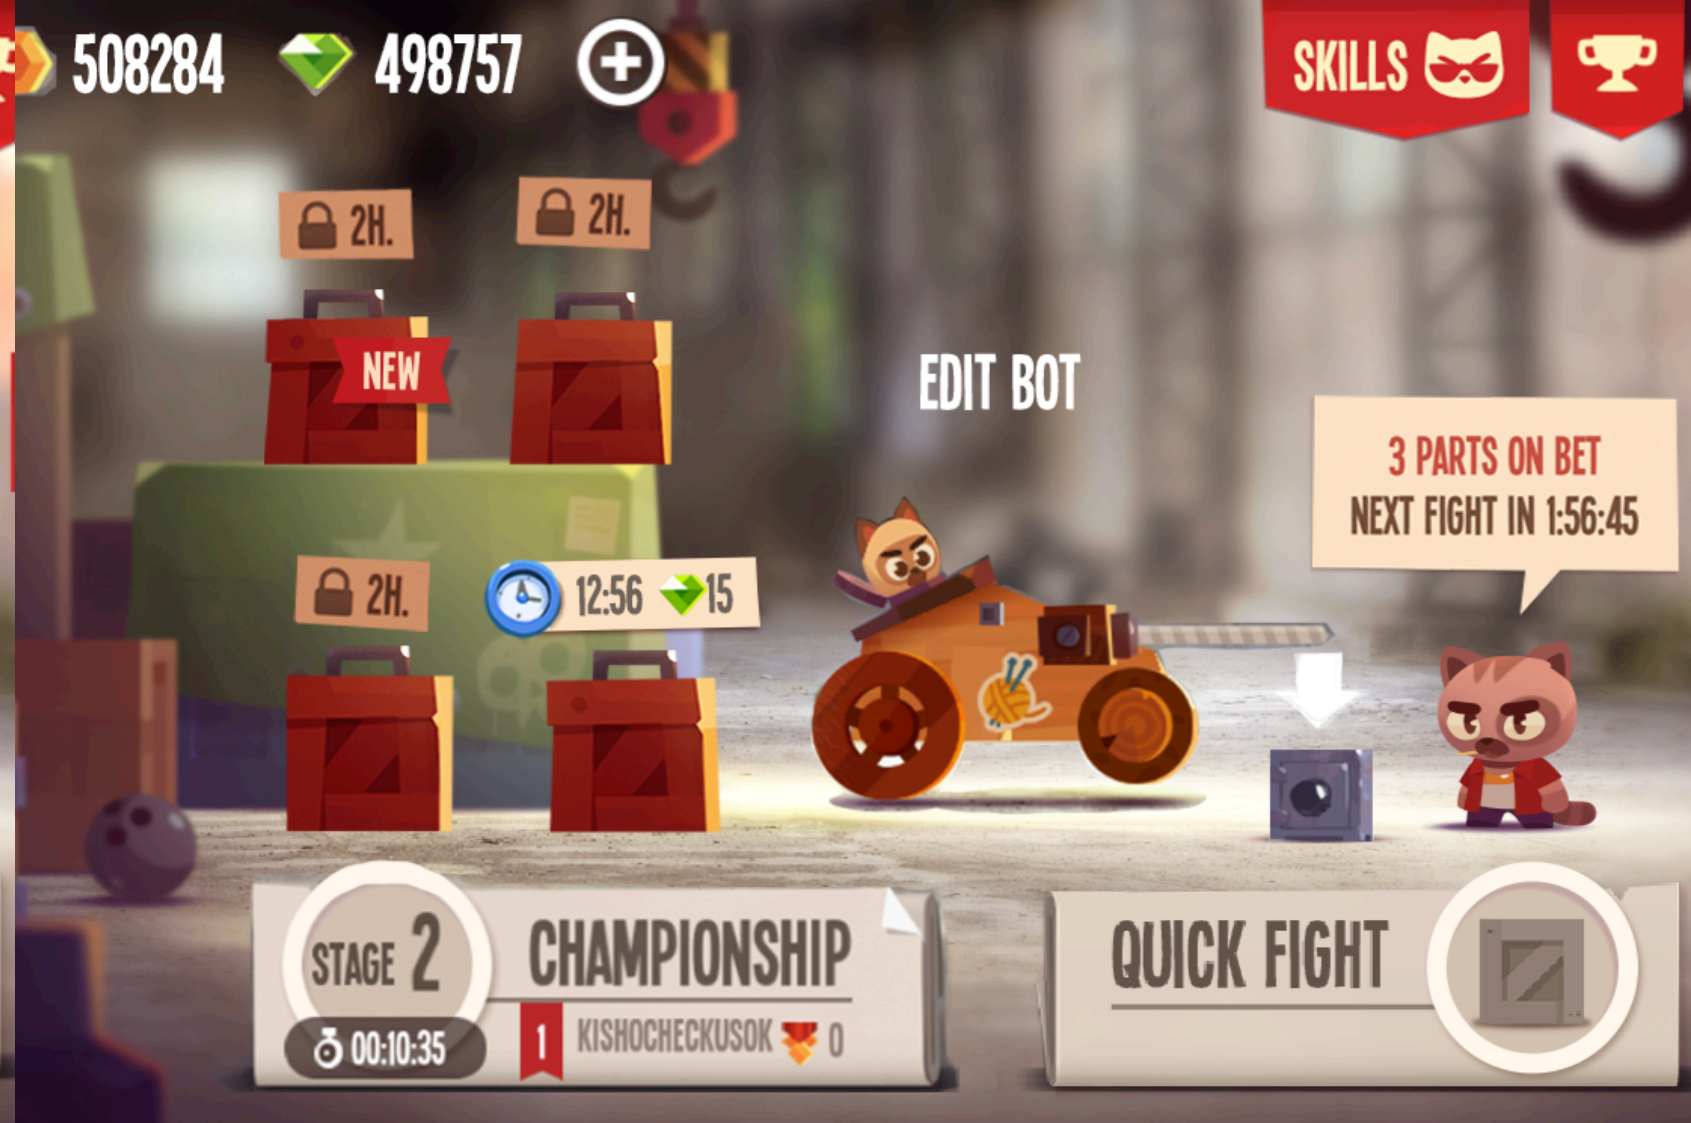 508284
498757
SKILLS
2H.
2H.
NEW
EDIT BOT
3 PARTS ON BET
NEXT FIGHT IN 1:56:45
2H.
12:56
15
STAGE 2
CHAMPIONSHIP
QUICK FIGHT
00:10:35
1
KISHOCHECKUSOK
0